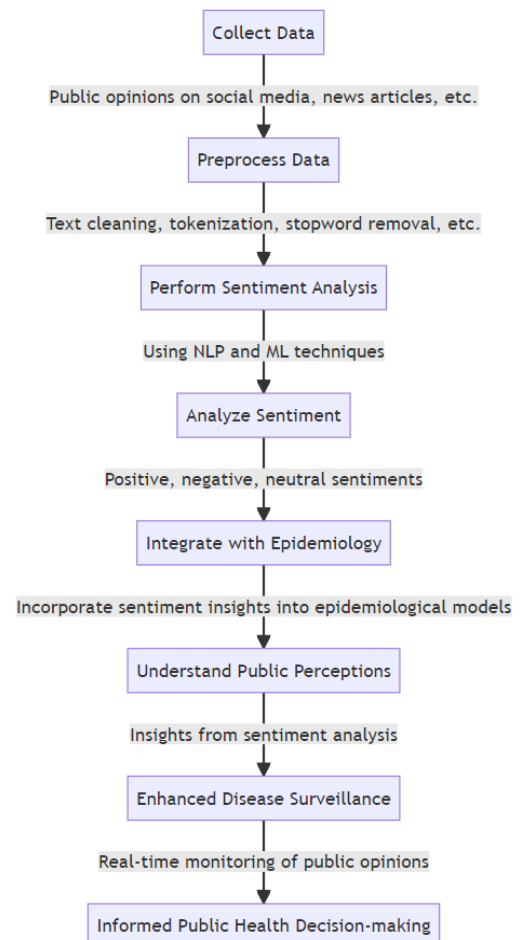 Collect Data
Public opinions on social media, news articles, etc.
Preprocess Data
Text cleaning, tokenization, stopword removal, etc.
Perform Sentiment Analysis
Using NLP and ML techniques
Analyze Sentiment
Positive, negative, neutral sentiments
Integrate with Epidemiology
Incorporate sentiment insights into epidemiological models
Understand Public Perceptions
Insights from sentiment analysis
Enhanced Disease Surveillance
Real-time monitoring of public opinions
Informed Public Health Decision-making